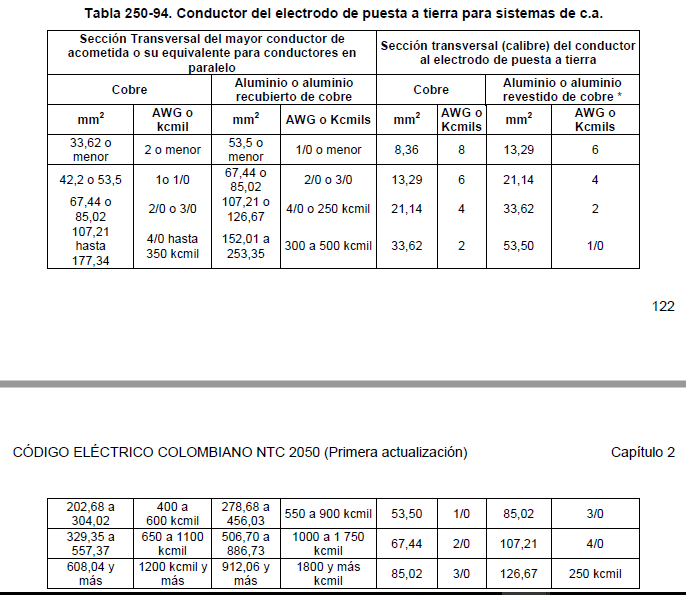 Tabla 250-94. Conductor del electrodo de puesta a tierra para sistemas de c.a.
Sección Transversal del mayor conductor de
acometida o su equivalente para conductores en
paralelo
Sección transversal (calibre) del conductor
al electrodo de puesta a tierra
Cobre
Aluminio o aluminio
recubierto de cobre
Cobre
Aluminio o aluminio
revestido de cobre *
mm2
AWG o
kcmil
mm2
AWG o Kcmils
mm2
AWG o
Kcmils
mm2
AWG o
Kcmils
33,62 o
menor
2 o menor
53,5 o
menor
1/0 o menor
8,36
8
13,29
6
42,2 o 53,5
1o 1/0
67,44 o
85,02
2/0 o 3/0
13,29
6
21,14
4
67,44 o
85,02
2/0 o 3/0
107,21 o
126,67
4/0 o 250 kcmil
21,14
4
33,62
2
107,21
hasta
177,34
4/0 hasta
350 kcmil
152,01 a
253,35
300 a 500 kcmil
33,62
2
53,50
1/0
122
CÓDIGO ELÉCTRICO COLOMBIANO NTC 2050 (Primera actualización)
Capítulo 2
202,68 a
304,02
400 a
600 kcmil
278,68 a
456,03
550 a 900 kcmil
53,50
1/0
85,02
3/0
329,35 a
557,37
650 a 1100
kcmil
506,70 a
886,73
1000 a 1 750
kcmil
67,44
2/0
107,21
4/0
608,04 y
más
1200 kcmil y
más
912,06 y
más
1800 y más
kcmil
85,02
3/0
126,67
250 kcmil